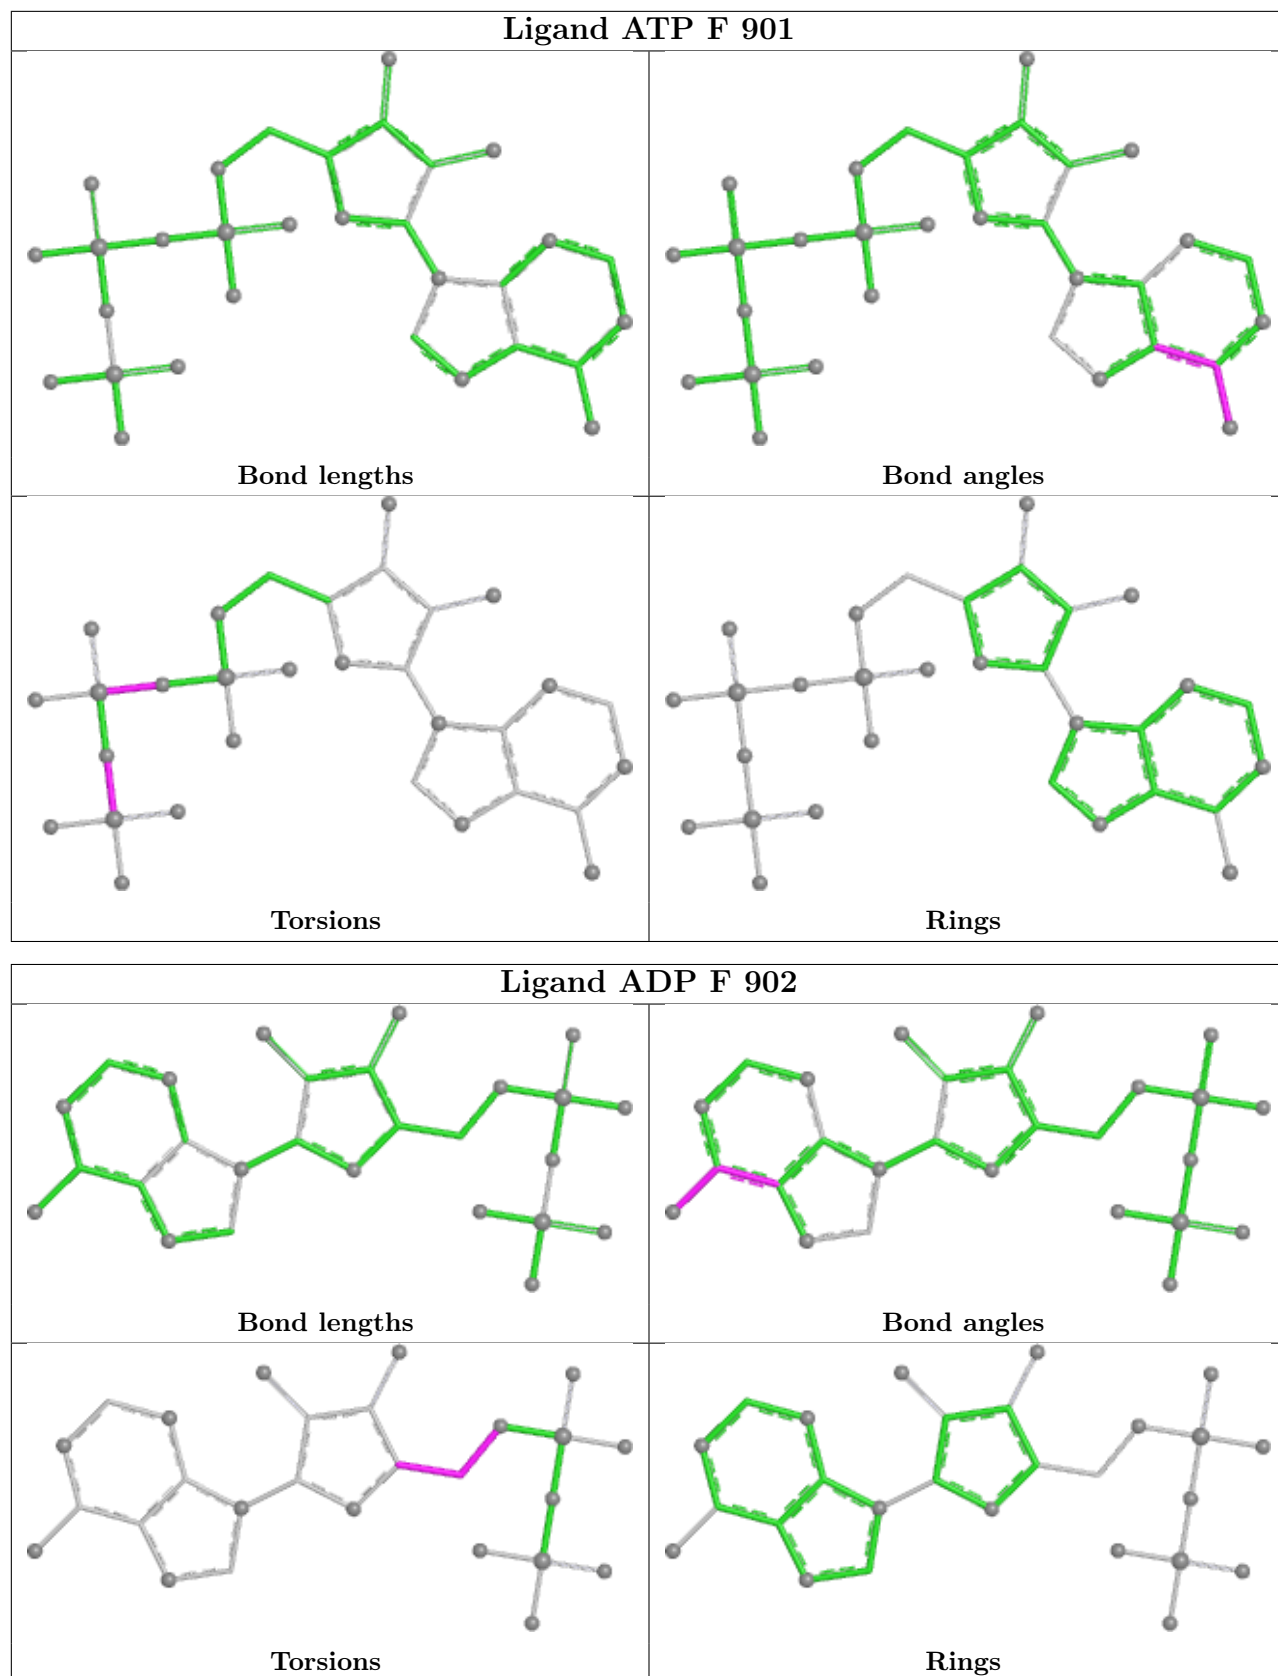 Ligand ATP F 901
Bond lengths
Bond angles
Torsions
Rings
Ligand ADP F 902
Bond lengths
Bond angles
Torsions
Rings